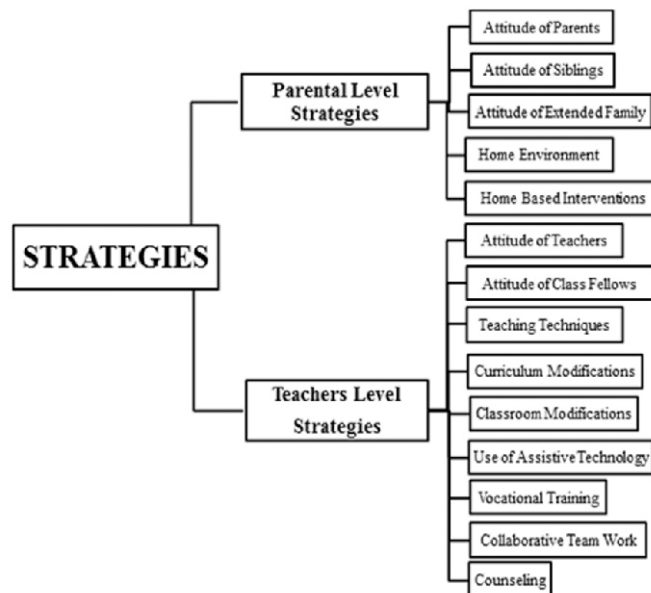 STRATEGIES
Parental Level
Strategies
Attitude of Parents
Attitude of Siblings
Attitude of Extended Family
Home Environment
Home Based Interventions
Teachers Level
Strategies
Attitude of Teachers
Attitude of Class Fellows
Teaching Techniques
Curriculum Modifications
Classroom Modifications
Use of Assistive Technology
Vocational Training
Collaborative Team Work
Counseling